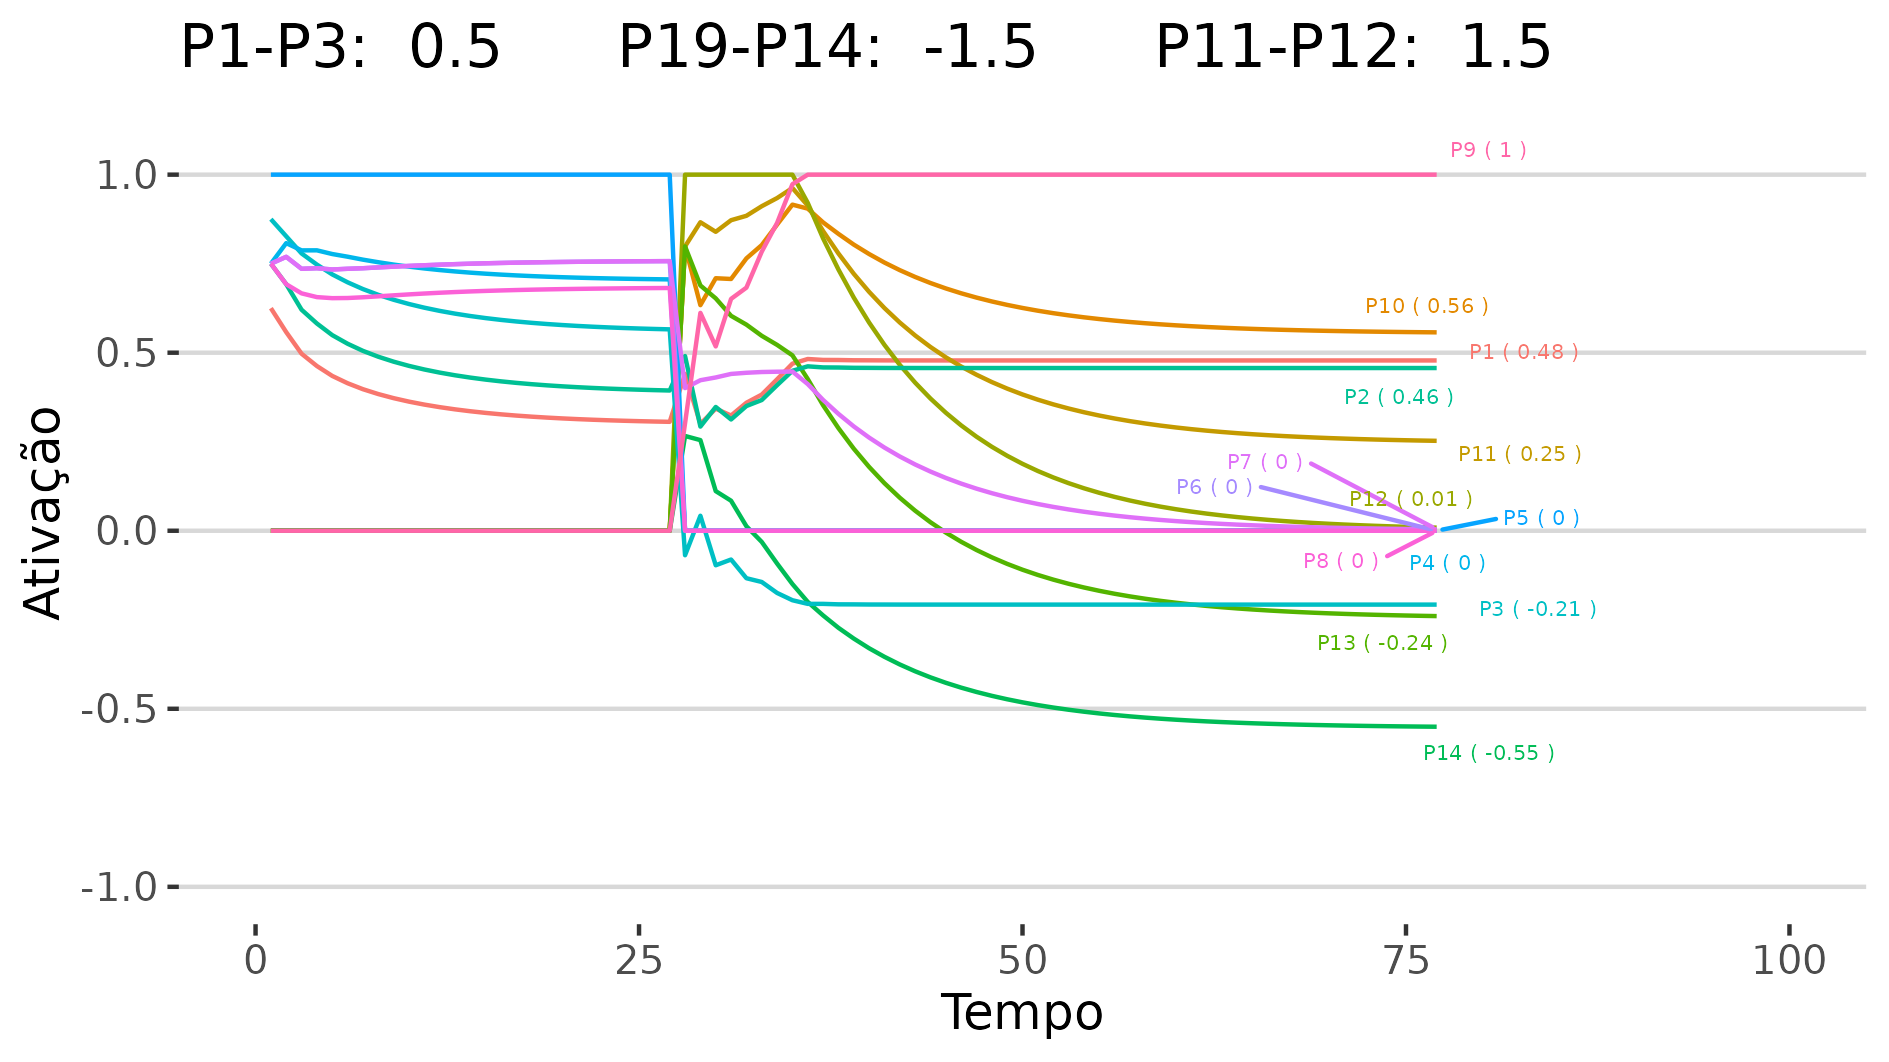 P1-P3: 0.5 P19-P14: -1.5 P11-P12: 1.5
P9 ( 1 )
1.0
P10 ( 0.56 )
P1 ( 0.48 )
0.5
P2 ( 0.46 )
P11 ( 0.25 )
P7 ( 0 )
P6 ( 0 )
P12 ( 0.01 )
P5 ( 0 )
0.0
P8 ( 0 )
P4 ( 0 )
P3 ( -0.21 )
P13 ( -0.24 )
-0.5
P14 ( -0.55 )
-1.0
Ativação
0 25 50 75 100
Tempo